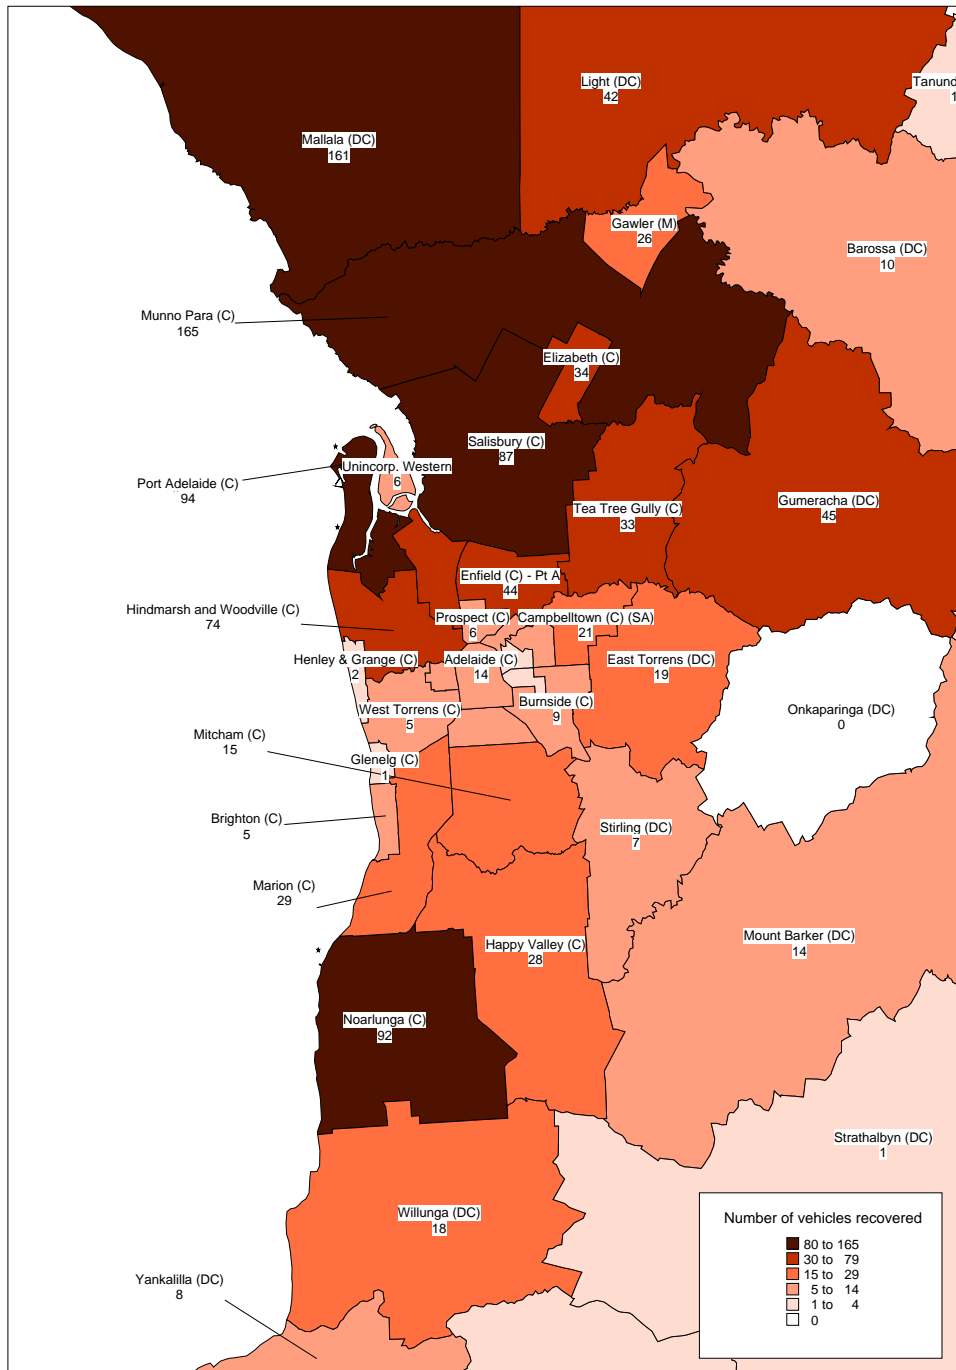 Light (DC)
42
Tanund
1
Mallala (DC)
161
Gawler (M)
26
Barossa (DC)
10
Munno Para (C)
165
Elizabeth (C)
34
Salisbury (C)
87
Unincorp. Western
6
Port Adelaide (C)
94
Tea Tree Gully (C)
33
Gumeracha (DC)
45
Enfield (C) - Pt A
44
Hindmarsh and Woodville (C)
74
Prospect (C)
6
Campbelltown (C) (SA)
21
Henley & Grange (C)
2
Adelaide (C)
14
East Torrens (DC)
19
Burnside (C)
9
West Torrens (C)
5
Onkaparinga (DC)
0
Mitcham (C)
15
Glenelg (C)
1
Brighton (C)
5
Stirling (DC)
7
Marion (C)
29
Mount Barker (DC)
14
Happy Valley (C)
28
Noarlunga (C)
92
Strathalbyn (DC)
1
Willunga (DC)
18
Yankalilla (DC)
8
Number of vehicles recovered
80 to 165
30 to 79
15 to 29
5 to 14
1 to 4
0